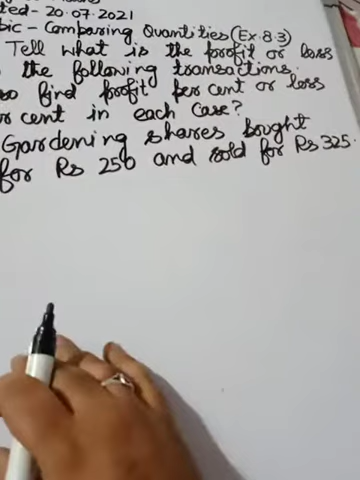 ted - 20.07.2021
pic - Comparing Quantities (Ex. 8.3)
Tell what is the profit or loss
the following transactions.
so find profit per cent or loss
r cent in each case?
Gardening shares bought
for Rs 250 and sold for Rs 325.